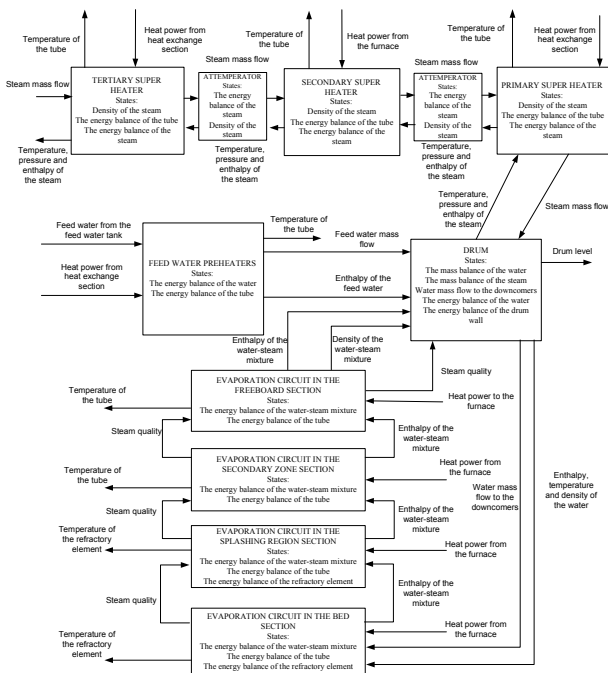 Temperature of
the tube
Heat power from
heat exchange
section
Temperature of
the tube
Heat power from
the furnace
Temperature of
the tube
Heat power from
heat exchange
section
Steam mass flow
Steam mass flow
Steam mass flow
TERTIARY SUPER
HEATER
States:
Density of the steam
The energy balance of the tube
The energy balance of the
steam
ATTEMPERATOR
States:
The energy
balance of
the steam
Density of the
steam
SECONDARY SUPER
HEATER
States:
Density of the steam
The energy balance of the tube
The energy balance of the
steam
ATTEMPERATOR
States:
The energy
balance of
the steam
Density of the
steam
PRIMARY SUPER HEATER
States:
Density of the steam
The energy balance of the tube
The energy balance of the
steam
Temperature,
pressure and
enthalpy of
the steam
Temperature,
pressure and
enthalpy of
the steam
Temperature,
pressure and
enthalpy of
the steam
Temperature,
pressure and
enthalpy of
the steam
Steam mass flow
Feed water from the
feed water tank
Heat power from
heat exchange
section
FEED WATER PREHEATERS
States:
The energy balance of the water
The energy balance of the tube
Temperature of
the tube
Feed water mass
flow
Enthalpy of the
feed water
DRUM
States:
The mass balance of the water
The mass balance of the steam
Water mass flow to the downcomers
The energy balance of the water
The energy balance of the drum
wall
Drum level
Enthalpy of the
water-steam
mixture
Density of the
water-steam
mixture
Steam quality
EVAPORATION CIRCUIT IN THE
FREEBOARD SECTION
States:
The energy balance of the water-steam mixture
The energy balance of the tube
Temperature of
the tube
Heat power to the
furnace
Steam quality
Enthalpy of the
water-steam
mixture
EVAPORATION CIRCUIT IN THE
SECONDARY ZONE SECTION
States:
The energy balance of the water-steam mixture
The energy balance of the tube
Temperature of
the tube
Heat power from
the furnace
Water mass
flow to the
downcomers
Enthalpy,
temperature
and density of
the water
Steam quality
Enthalpy of the
water-steam
mixture
EVAPORATION CIRCUIT IN THE
SPLASHING REGION SECTION
States:
The energy balance of the water-steam mixture
The energy balance of the tube
The energy balance of the refractory element
Temperature of
the refractory
element
Heat power from
the furnace
Steam quality
Enthalpy of the
water-steam
mixture
EVAPORATION CIRCUIT IN THE BED
SECTION
States:
The energy balance of the water-steam mixture
The energy balance of the tube
The energy balance of the refractory element
Temperature of
the refractory
element
Heat power from
the furnace